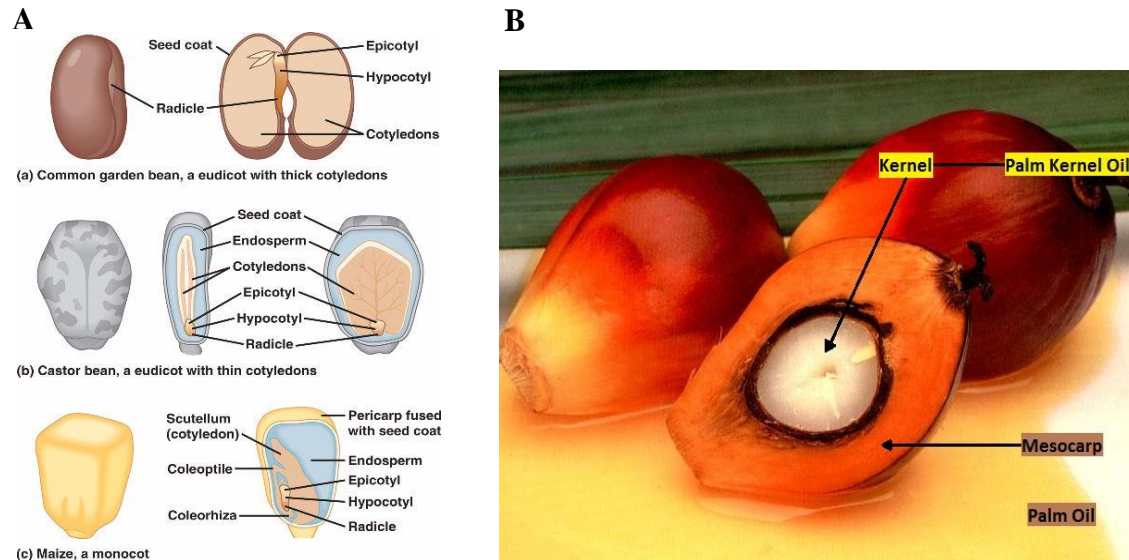 A
Seed coat
Epicotyl
Hypocotyl
Radicle
Cotyledons
(a) Common garden bean, a eudicot with thick cotyledons
Seed coat
Endosperm
Cotyledons
Epicotyl
Hypocotyl
Radicle
(b) Castor bean, a eudicot with thin cotyledons
Scutellum
(cotyledon)
Coleoptile
Coleorhiza
Pericarp fused
with seed coat
Endosperm
Epicotyl
Hypocotyl
Radicle
(c) Maize, a monocot
B
Kernel
Palm Kernel Oil
Mesocarp
Palm Oil